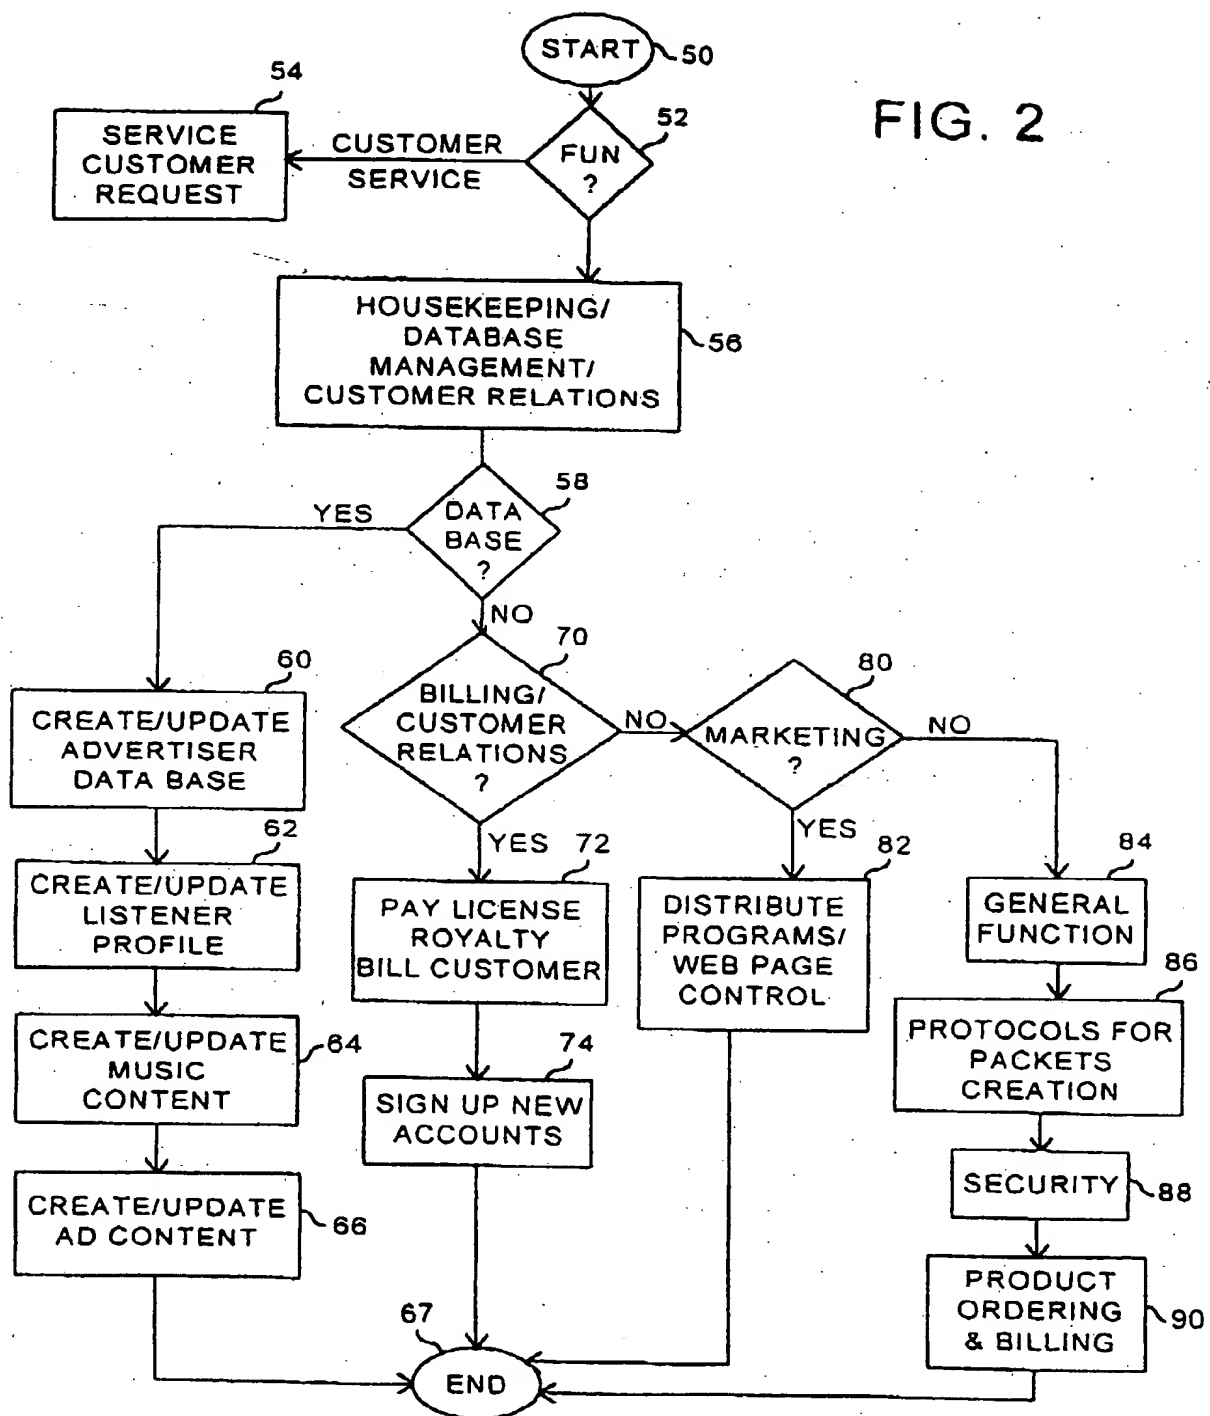 START
50
FIG. 2
54
52
SERVICE
CUSTOMER
REQUEST
CUSTOMER
SERVICE
FUN
?
HOUSEKEEPING/
DATABASE
MANAGEMENT/
CUSTOMER RELATIONS
56
58
DATA
BASE
?
YES
NO
60
CREATE/UPDATE
ADVERTISER
DATA BASE
70
BILLING/
CUSTOMER
RELATIONS
?
NO
80
MARKETING
?
NO
62
CREATE/UPDATE
LISTENER
PROFILE
YES
72
PAY LICENSE
ROYALTY
BILL CUSTOMER
YES
82
DISTRIBUTE
PROGRAMS/
WEB PAGE
CONTROL
84
GENERAL
FUNCTION
86
PROTOCOLS FOR
PACKETS
CREATION
CREATE/UPDATE
MUSIC
CONTENT
64
74
SIGN UP NEW
ACCOUNTS
SECURITY
88
CREATE/UPDATE
AD CONTENT
66
PRODUCT
ORDERING
& BILLING
90
67
END